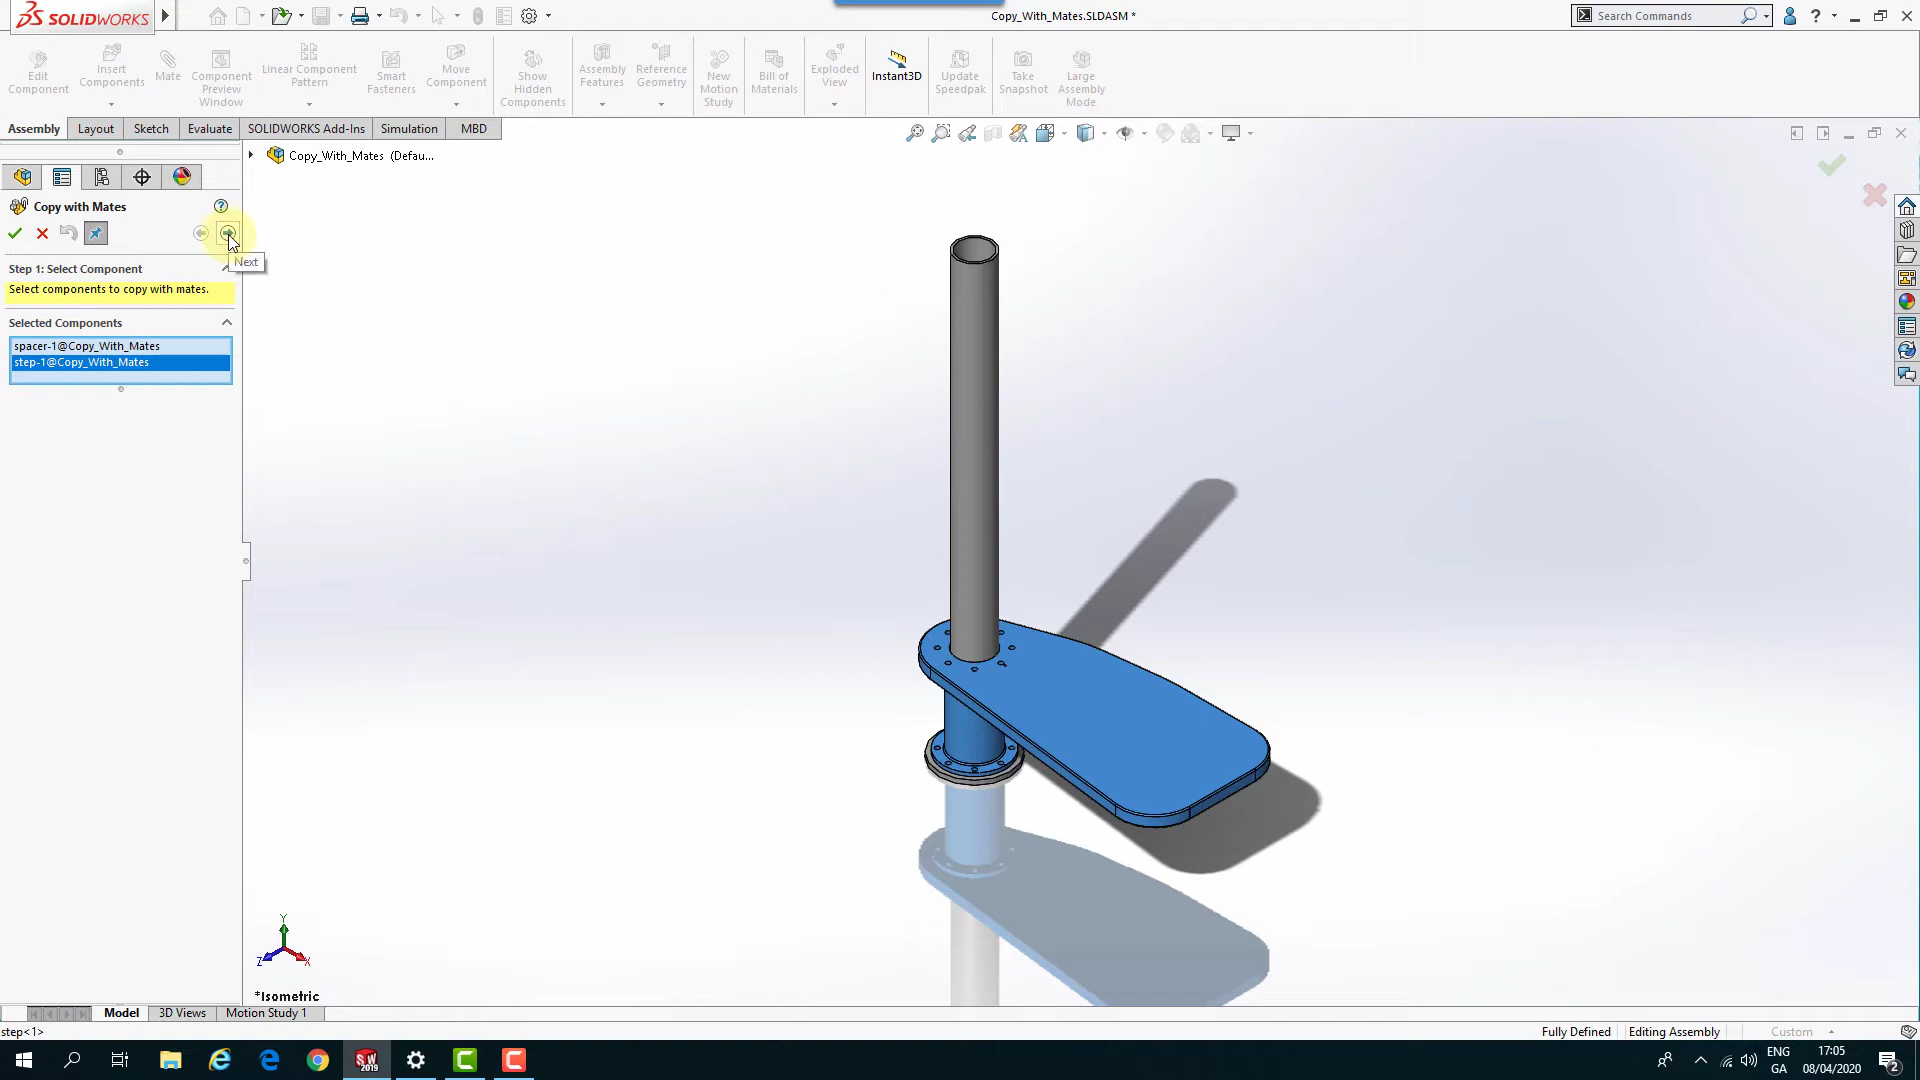 SOLIDWORKS
Copy_With_Mates.SLDASM *
Search Commands
Edit Component
Insert Components
Mate
Component Preview Window
Linear Component Pattern
Smart Fasteners
Move Component
Show Hidden Components
Assembly Features
Reference Geometry
New Motion Study
Bill of Materials
Exploded View
Instant3D
Update Speedpak
Take Snapshot
Large Assembly Mode
Assembly
Layout
Sketch
Evaluate
SOLIDWORKS Add-Ins
Simulation
MBD
Copy_With_Mates (Defau...
Copy with Mates
Next
Step 1: Select Component
Select components to copy with mates.
Selected Components
spacer-1@Copy_With_Mates
step-1@Copy_With_Mates
Y
Z
X
*Isometric
Model
3D Views
Motion Study 1
step<1>
Fully Defined
Editing Assembly
Custom
SW
2019
ENG
GA
17:05
08/04/2020
2